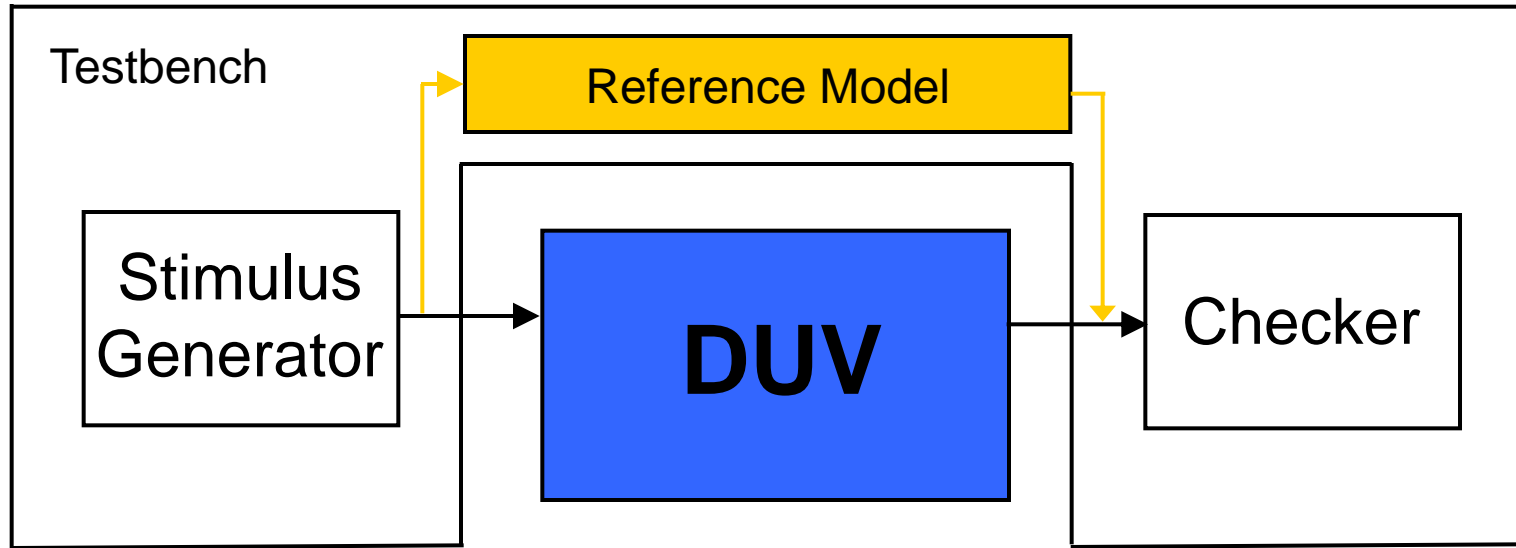 Testbench
Reference Model
Stimulus
Generator
DUV
Checker